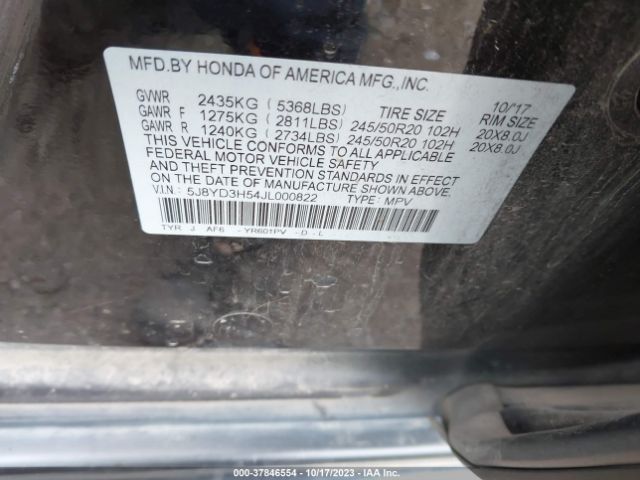 MFD.BY HONDA OF AMERICA MFG.,INC.
10/'17
GVWR 2435KG ( 5368LBS) TIRE SIZE RIM SIZE
GAWR F 1275KG ( 2811LBS) 245/50R20 102H 20X8.0J
GAWR R 1240KG ( 2734LBS) 245/50R20 102H 20X8.0J
THIS VEHICLE CONFORMS TO ALL APPLICABLE
FEDERAL MOTOR VEHICLE SAFETY
AND THEFT PREVENTION STANDARDS IN EFFECT
ON THE DATE OF MANUFACTURE SHOWN ABOVE.
V.I.N.: 5J8YD3H54JL000822 TYPE: MPV
TYR J AF6 - YR601PV -D -L
000-37846554 - 10/17/2023 - IAA Inc.